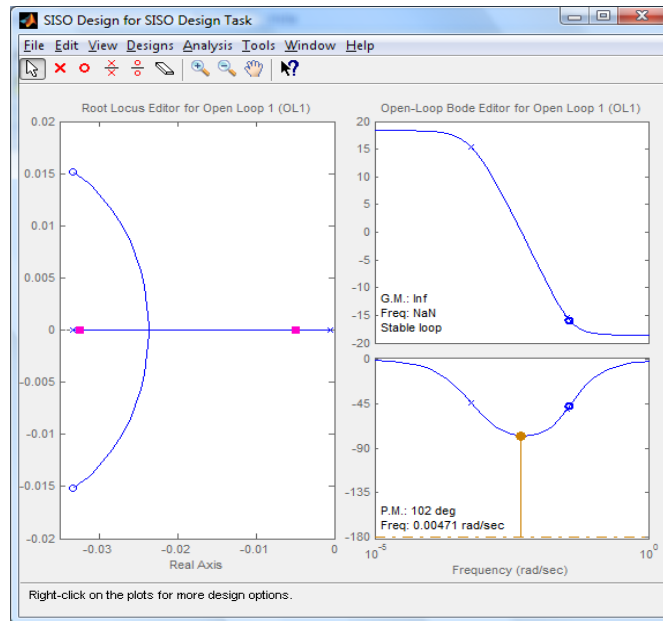 SISO Design for SISO Design Task
File Edit View Designs Analysis Tools Window Help
Root Locus Editor for Open Loop 1 (OL1)
0.02
0.015
0.01
0.005
0
-0.005
-0.01
-0.015
-0.02
-0.03
-0.02
-0.01
0
Real Axis
Open-Loop Bode Editor for Open Loop 1 (OL1)
20
15
10
5
0
-5
-10
-15
-20
G.M.: Inf
Freq: NaN
Stable loop
0
-45
-90
-135
-180
P.M.: 102 deg
Freq: 0.00471 rad/sec
10^-5
10^0
Frequency (rad/sec)
Right-click on the plots for more design options.